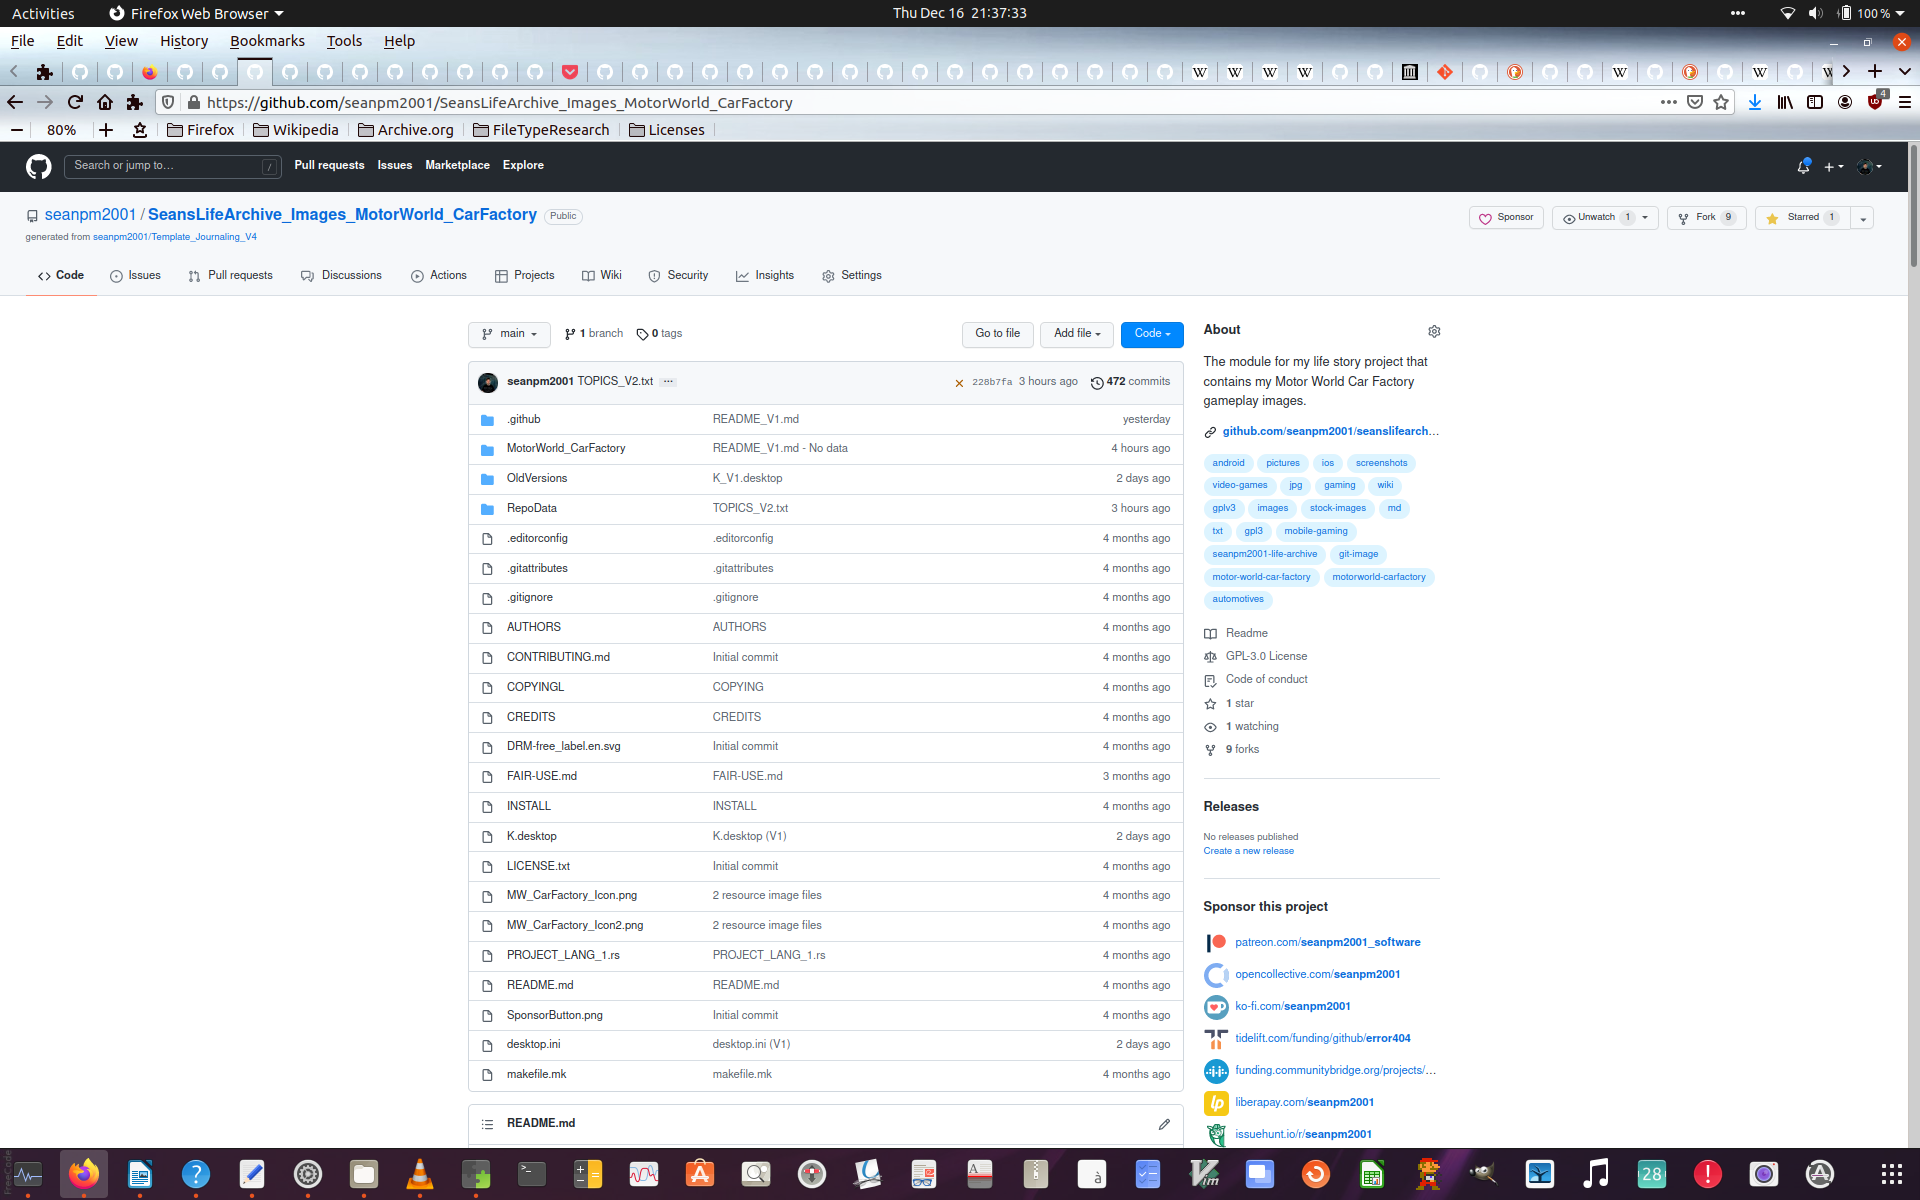 Activities Firefox Web Browser Thu Dec 16 21:37:33 100 %
File Edit View History Bookmarks Tools Help
https://github.com/seanpm2001/SeansLifeArchive_Images_MotorWorld_CarFactory 4
80% Firefox Wikipedia Archive.org FileTypeResearch Licenses
Search or jump to... / Pull requests Issues Marketplace Explore
seanpm2001 / SeansLifeArchive_Images_MotorWorld_CarFactory Public Sponsor Unwatch 1 Fork 9 Starred 1
generated from seanpm2001/Template_Journaling_V4
Code Issues Pull requests Discussions Actions Projects Wiki Security Insights Settings
main 1 branch 0 tags Go to file Add file Code
seanpm2001 TOPICS_V2.txt ... 228b7fa 3 hours ago 472 commits
.github README_V1.md yesterday
MotorWorld_CarFactory README_V1.md - No data 4 hours ago
OldVersions K_V1.desktop 2 days ago
RepoData TOPICS_V2.txt 3 hours ago
.editorconfig .editorconfig 4 months ago
.gitattributes .gitattributes 4 months ago
.gitignore .gitignore 4 months ago
AUTHORS AUTHORS 4 months ago
CONTRIBUTING.md Initial commit 4 months ago
COPYINGL COPYING 4 months ago
CREDITS CREDITS 4 months ago
DRM-free_label.en.svg Initial commit 4 months ago
FAIR-USE.md FAIR-USE.md 3 months ago
INSTALL INSTALL 4 months ago
K.desktop K.desktop (V1) 2 days ago
LICENSE.txt Initial commit 4 months ago
MW_CarFactory_Icon.png 2 resource image files 4 months ago
MW_CarFactory_Icon2.png 2 resource image files 4 months ago
PROJECT_LANG_1.rs PROJECT_LANG_1.rs 4 months ago
README.md README.md 4 months ago
SponsorButton.png Initial commit 4 months ago
desktop.ini desktop.ini (V1) 2 days ago
makefile.mk makefile.mk 4 months ago
README.md
About
The module for my life story project that
contains my Motor World Car Factory
gameplay images.
github.com/seanpm2001/seanslifearch...
android pictures ios screenshots
video-games jpg gaming wiki
gplv3 images stock-images md
txt gpl3 mobile-gaming
seanpm2001-life-archive git-image
motor-world-car-factory motorworld-carfactory
automotives
Readme
GPL-3.0 License
Code of conduct
1 star
1 watching
9 forks
Releases
No releases published
Create a new release
Sponsor this project
patreon.com/seanpm2001_software
opencollective.com/seanpm2001
ko-fi.com/seanpm2001
tidelift.com/funding/github/error404
funding.communitybridge.org/projects/...
liberapay.com/seanpm2001
issuehunt.io/r/seanpm2001
28